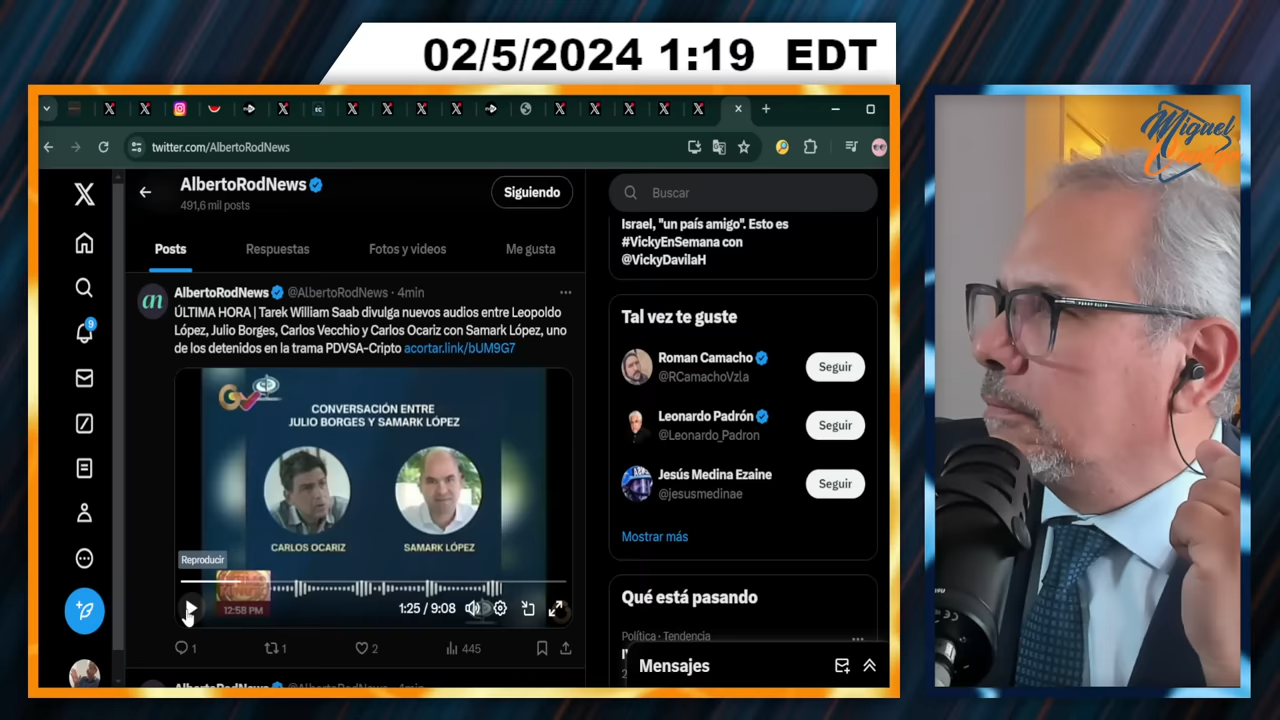 02/5/2024 1:19 EDT
twitter.com/AlbertoRodNews
AlbertoRodNews
491,6 mil posts
Siguiendo
Posts
Respuestas
Fotos y videos
Me gusta
AlbertoRodNews @AlbertoRodNews · 4min
ÚLTIMA HORA | Tarek William Saab divulga nuevos audios entre Leopoldo
López, Julio Borges, Carlos Vecchio y Carlos Ocariz con Samark López, uno
de los detenidos en la trama PDVSA-Cripto acortar.link/bUM9G7
CONVERSACIÓN ENTRE
JULIO BORGES Y SAMARK LÓPEZ
CARLOS OCARIZ
SAMARK LÓPEZ
Reproducir
12:58 PM
1:25 / 9:08
1
1
2
445
AlbertoRodNews @AlbertoRodNews · 4min
9
Buscar
Israel, "un país amigo". Esto es
#VickyEnSemana con
@VickyDavilaH
Tal vez te guste
Roman Camacho
@RCamachoVzla
Seguir
Leonardo Padrón
@Leonardo_Padron
Seguir
Jesús Medina Ezaine
@jesusmedinae
Seguir
Mostrar más
Qué está pasando
Política · Tendencia
Mensajes
Miguel